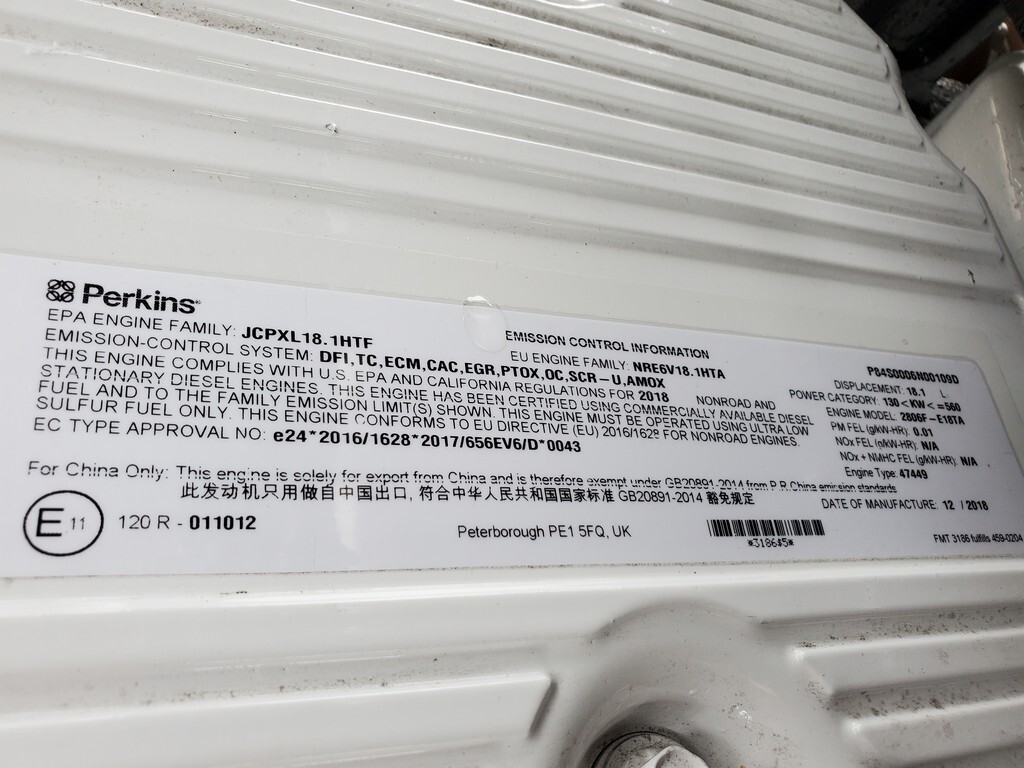 Perkins
EMISSION CONTROL INFORMATION
P84S0006N00109D
EPA ENGINE FAMILY: JCPXL18.1HTF
EU ENGINE FAMILY: NRE6V18.1HTA
DISPLACEMENT: 18.1 L
EMISSION-CONTROL SYSTEM: DFI,TC,ECM,CAC,EGR,PTOX,OC,SCR-U,AMOX
POWER CATEGORY: 130<KW<=560
THIS ENGINE COMPLIES WITH U.S. EPA AND CALIFORNIA REGULATIONS FOR 2018 NONROAD AND
ENGINE MODEL: 2806F-E18TA
STATIONARY DIESEL ENGINES. THIS ENGINE HAS BEEN CERTIFIED USING COMMERCIALLY AVAILABLE DIESEL
PM FEL (g/kW-HR): 0.01
FUEL AND TO THE FAMILY EMISSION LIMIT(S) SHOWN. THIS ENGINE MUST BE OPERATED USING ULTRA LOW
NOx FEL (g/kW-HR): N/A
SULFUR FUEL ONLY. THIS ENGINE CONFORMS TO EU DIRECTIVE (EU) 2016/1628 FOR NONROAD ENGINES.
NOx + NMHC FEL (g/kW-HR): N/A
EC TYPE APPROVAL NO: e24*2016/1628*2017/656EV6/D*0043
Engine Type: 47449
For China Only: This engine is solely for export from China and is therefore exempt under GB20891-2014 from P.R.China emission standards
此发动机只用做自中国出口, 符合中华人民共和国国家标准 GB20891-2014 豁免规定
DATE OF MANUFACTURE: 12 / 2018
E 11
120 R - 011012
Peterborough PE1 5FQ, UK
*3186#5*
FMT 3186 fulfills 459-0204